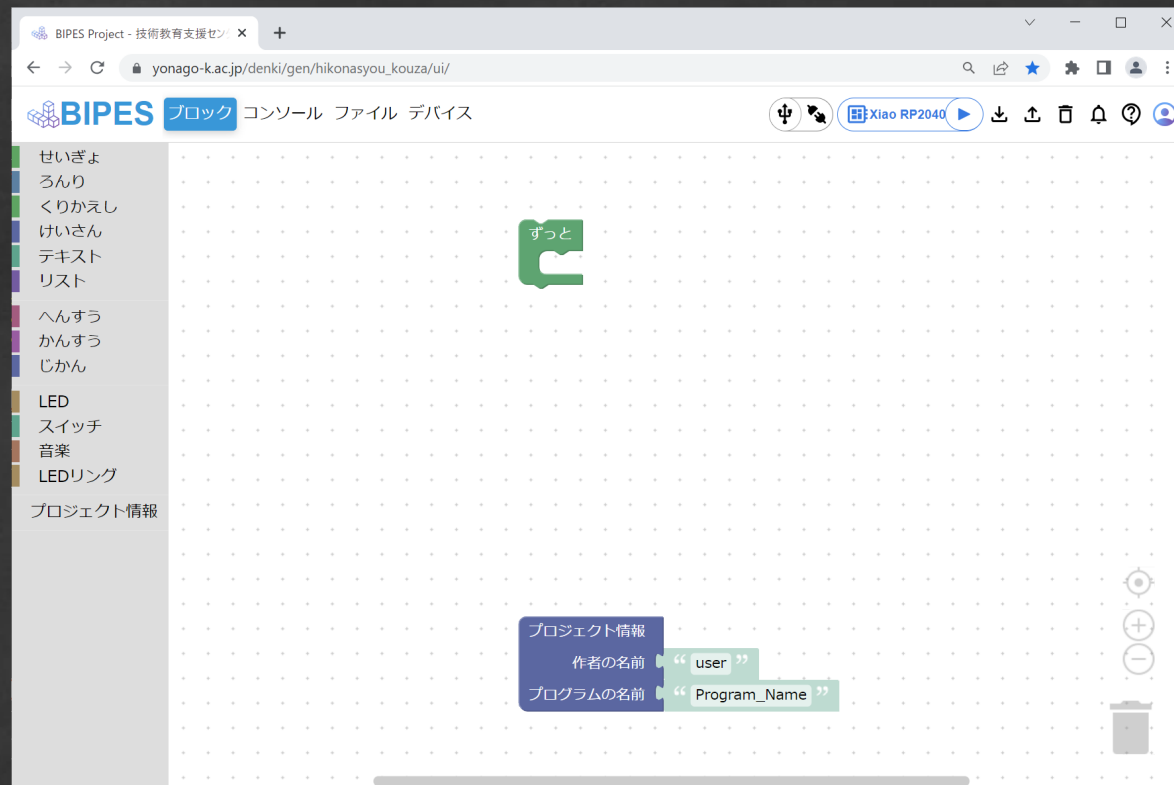 BIPES Project - 技術教育支援セン
yonago-k.ac.jp/denki/gen/hikonasyou_kouza/ui/
BIPES ブロック コンソール ファイル デバイス Xiao RP2040
せいぎょ
ろんり
くりかえし
けいさん
テキスト
リスト
へんすう
かんすう
じかん
LED
スイッチ
音楽
LEDリング
プロジェクト情報
ずっと
プロジェクト情報
作者の名前 “ user ”
プログラムの名前 “ Program_Name ”